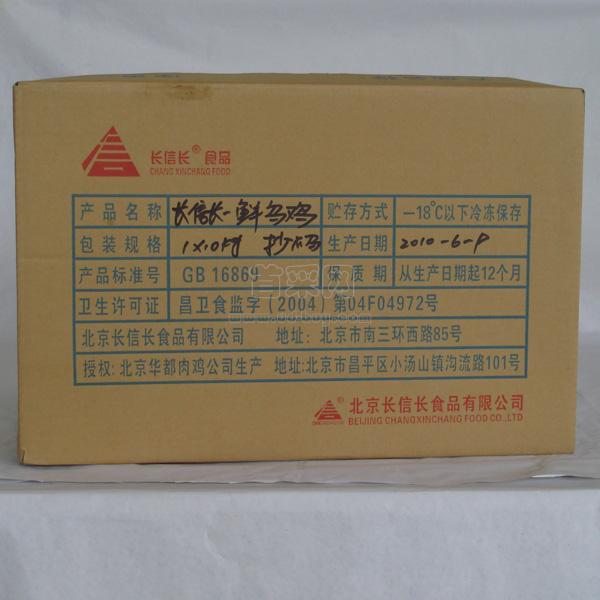 长信长® 食品
CHANG XINCHANG FOOD
产品名称 长信长-鲜乌鸡 贮存方式 —18℃以下冷冻保存
包装规格 抄码 生产日期 2010-6-9
产品标准号 GB 16869 保质期 从生产日期起12个月
卫生许可证 昌卫食监字(2004)第04F04972号
北京长信长食品有限公司 地址: 北京市南三环西路85号
授权: 北京华都肉鸡公司生产 地址:北京市昌平区小汤山镇沟流路101号
北京长信长食品有限公司
BEIJING CHANGXINCHANG FOOD CO.,LTD